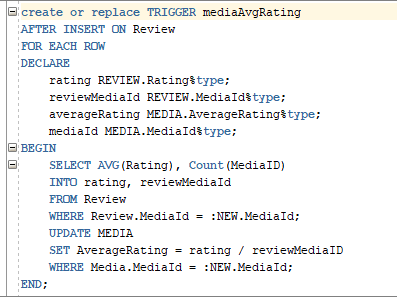 create or replace TRIGGER mediaAvgRating
AFTER INSERT ON Review
FOR EACH ROW
DECLARE
    rating REVIEW.Rating%type;
    reviewMediaId REVIEW.MediaId%type;
    averageRating MEDIA.AverageRating%type;
    mediaId MEDIA.MediaId%type;
BEGIN
    SELECT AVG(Rating), Count(MediaID)
    INTO rating, reviewMediaId
    FROM Review
    WHERE Review.MediaId = :NEW.MediaId;
    UPDATE MEDIA
    SET AverageRating = rating / reviewMediaID
    WHERE Media.MediaId = :NEW.MediaId;
END;